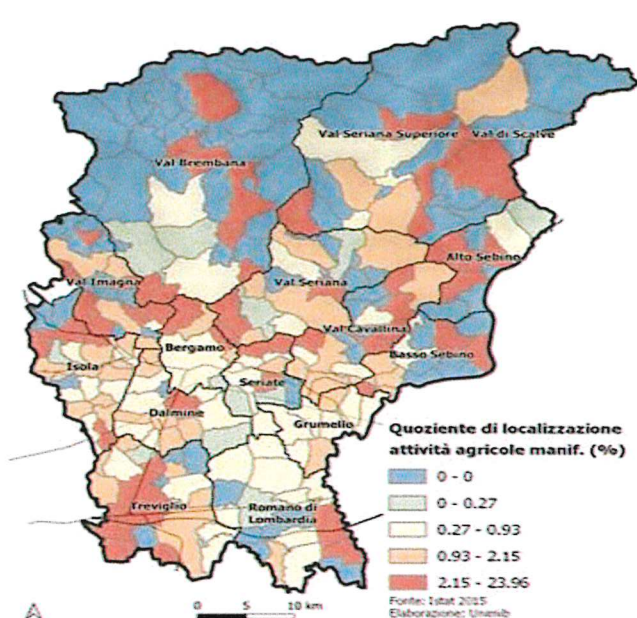 Val Seriana Superiore
Val di Scalve
Val Brembana
Alto Sebino
Val Imagna
Val Seriana
Val Cavallina
Bergamo
Basso Sebino
Isola
Seriate
Dalmine
Grumello
Treviglio
Romano di
Lombardia
Quoziente di localizzazione
attività agricole manif. (%)
0 - 0
0 - 0.27
0.27 - 0.93
0.93 - 2.15
2.15 - 23.96
Fonte: Istat 2015
Elaborazione: Unimib
A
0 5 10 km